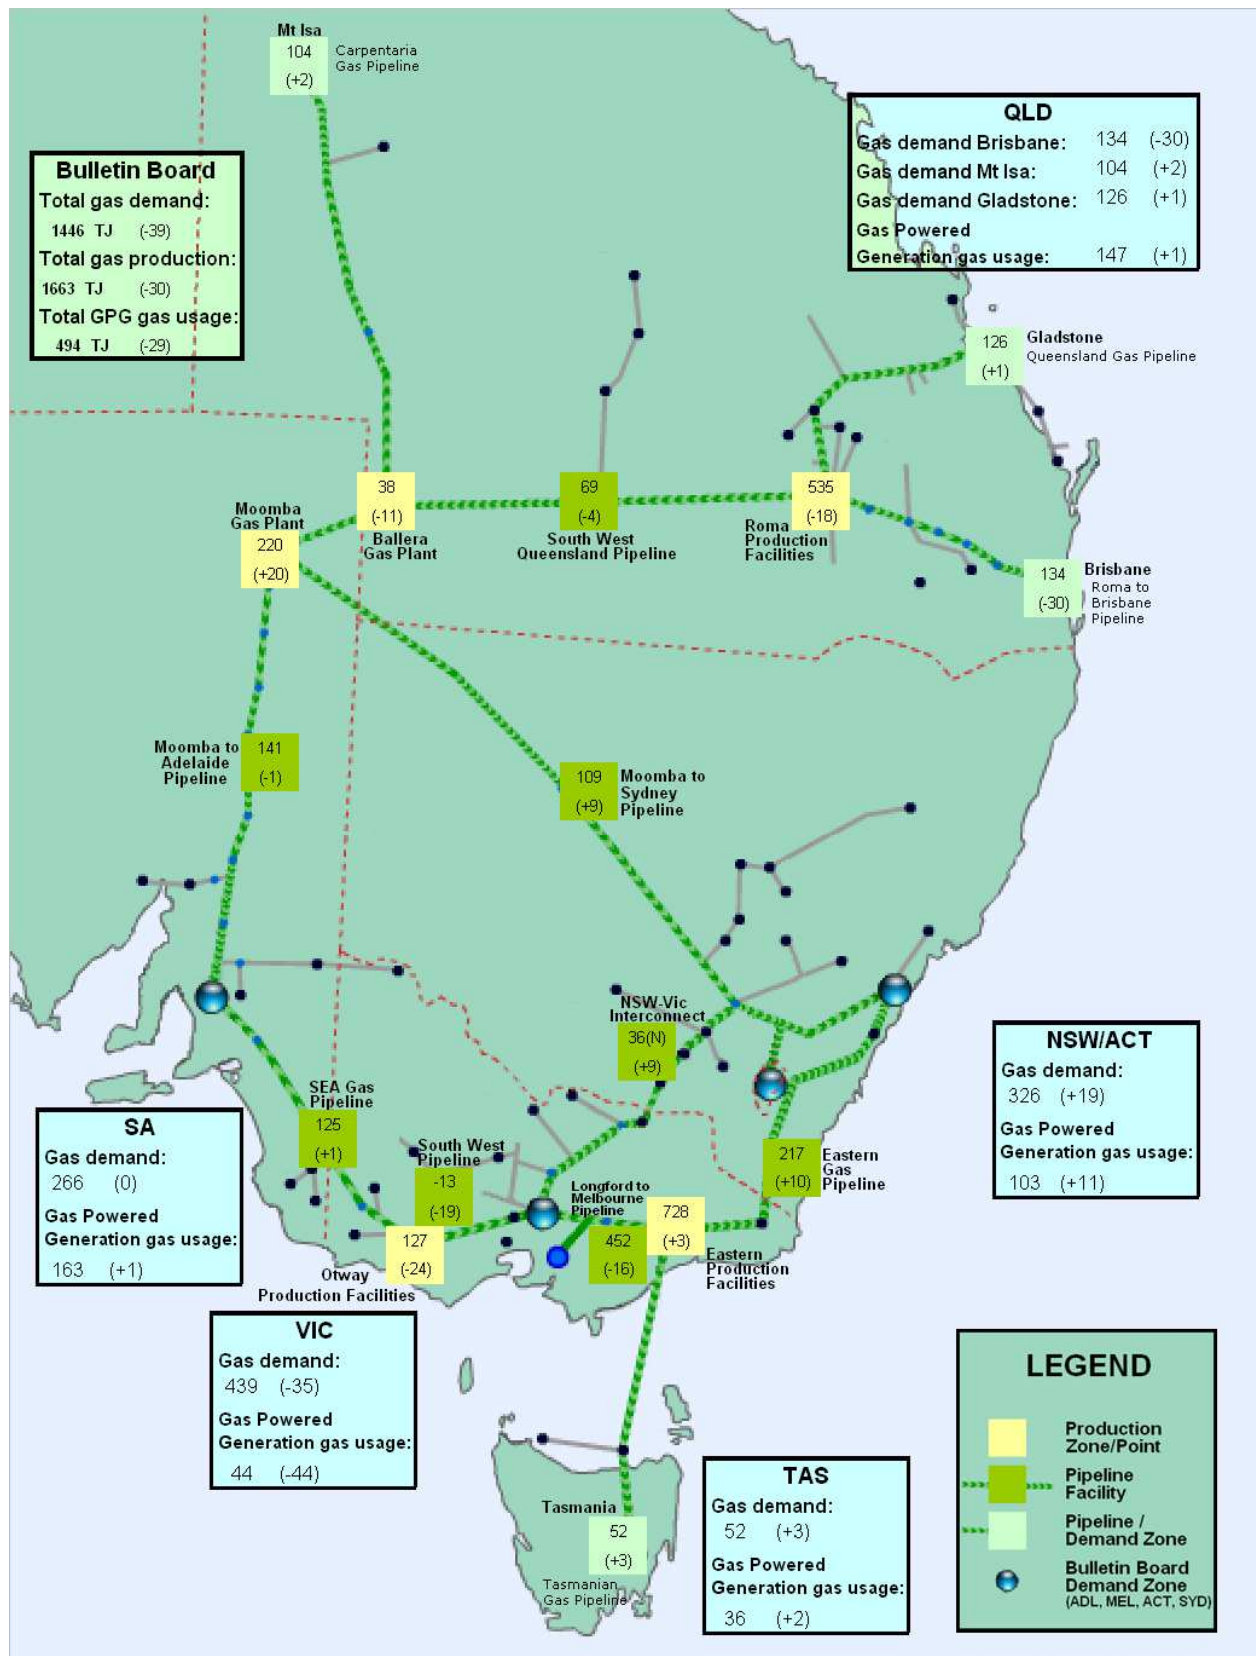 Mt Isa
104
(+2)
Carpentaria
Gas Pipeline
QLD
Gas demand Brisbane: 134 (-30)
Gas demand Mt Isa: 104 (+2)
Gas demand Gladstone: 126 (+1)
Gas Powered
Generation gas usage: 147 (+1)
Bulletin Board
Total gas demand:
1446 TJ (-39)
Total gas production:
1663 TJ (-30)
Total GPG gas usage:
494 TJ (-29)
126
(+1)
Gladstone
Queensland Gas Pipeline
38
(-11)
Ballera
Gas Plant
69
(-4)
South West
Queensland Pipeline
535
(-18)
Roma
Production
Facilities
Moomba
Gas Plant
220
(+20)
134
(-30)
Brisbane
Roma to
Brisbane
Pipeline
Moomba to
Adelaide
Pipeline
141
(-1)
109
(+9)
Moomba to
Sydney
Pipeline
NSW-Vic
Interconnect
36(N)
(+9)
NSW/ACT
Gas demand:
326 (+19)
Gas Powered
Generation gas usage:
103 (+11)
SEA Gas
Pipeline
125
(+1)
SA
Gas demand:
266 (0)
Gas Powered
Generation gas usage:
163 (+1)
South West
Pipeline
-13
(-19)
217
(+10)
Eastern
Gas
Pipeline
Longford to
Melbourne
Pipeline
452
(-16)
728
(+3)
Eastern
Production
Facilities
127
(-24)
Otway
Production Facilities
VIC
Gas demand:
439 (-35)
Gas Powered
Generation gas usage:
44 (-44)
TAS
Gas demand:
52 (+3)
Gas Powered
Generation gas usage:
36 (+2)
Tasmania
52
(+3)
Tasmanian
Gas Pipeline
LEGEND
Production
Zone/Point
Pipeline
Facility
Pipeline /
Demand Zone
Bulletin Board
Demand Zone
(ADL, MEL, ACT, SYD)